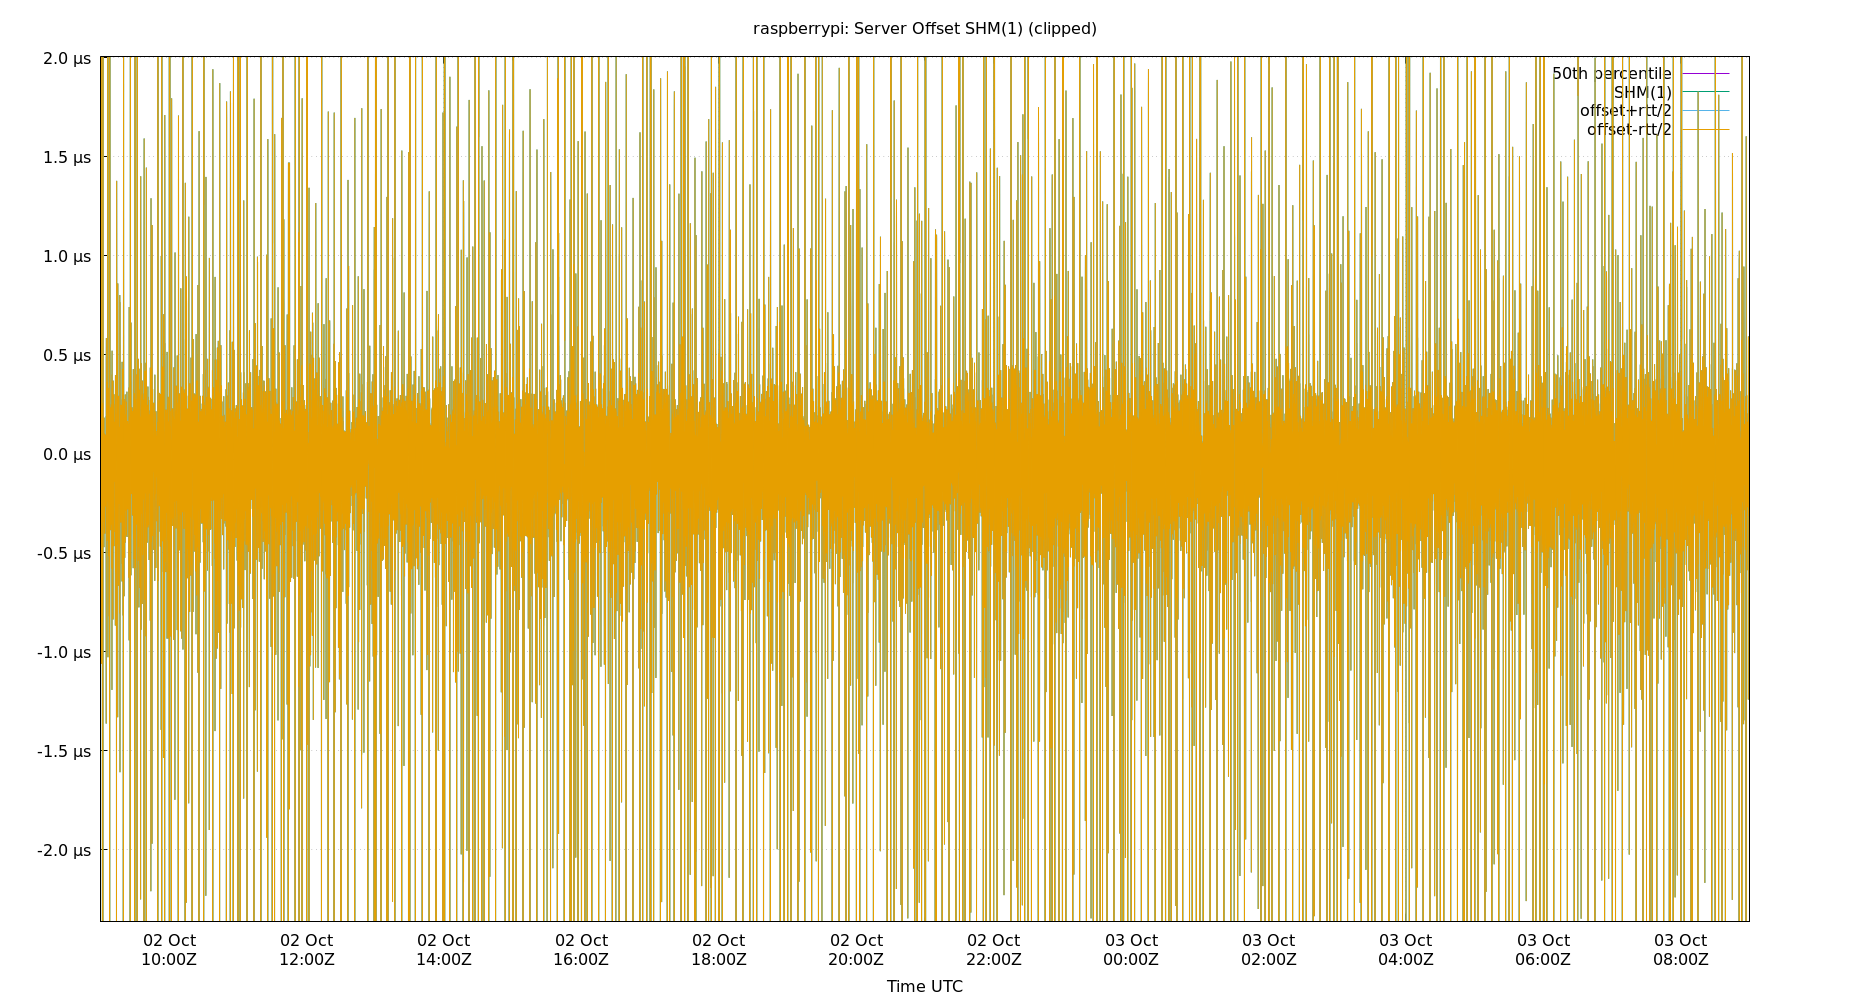 raspberrypi: Server Offset SHM(1) (clipped)
2.0 µs
1.5 µs
1.0 µs
0.5 µs
0.0 µs
-0.5 µs
-1.0 µs
-1.5 µs
-2.0 µs
50th percentile
SHM(1)
offset+rtt/2
offset-rtt/2
02 Oct 02 Oct 02 Oct 02 Oct 02 Oct 02 Oct 02 Oct 03 Oct 03 Oct 03 Oct 03 Oct 03 Oct
10:00Z 12:00Z 14:00Z 16:00Z 18:00Z 20:00Z 22:00Z 00:00Z 02:00Z 04:00Z 06:00Z 08:00Z
Time UTC